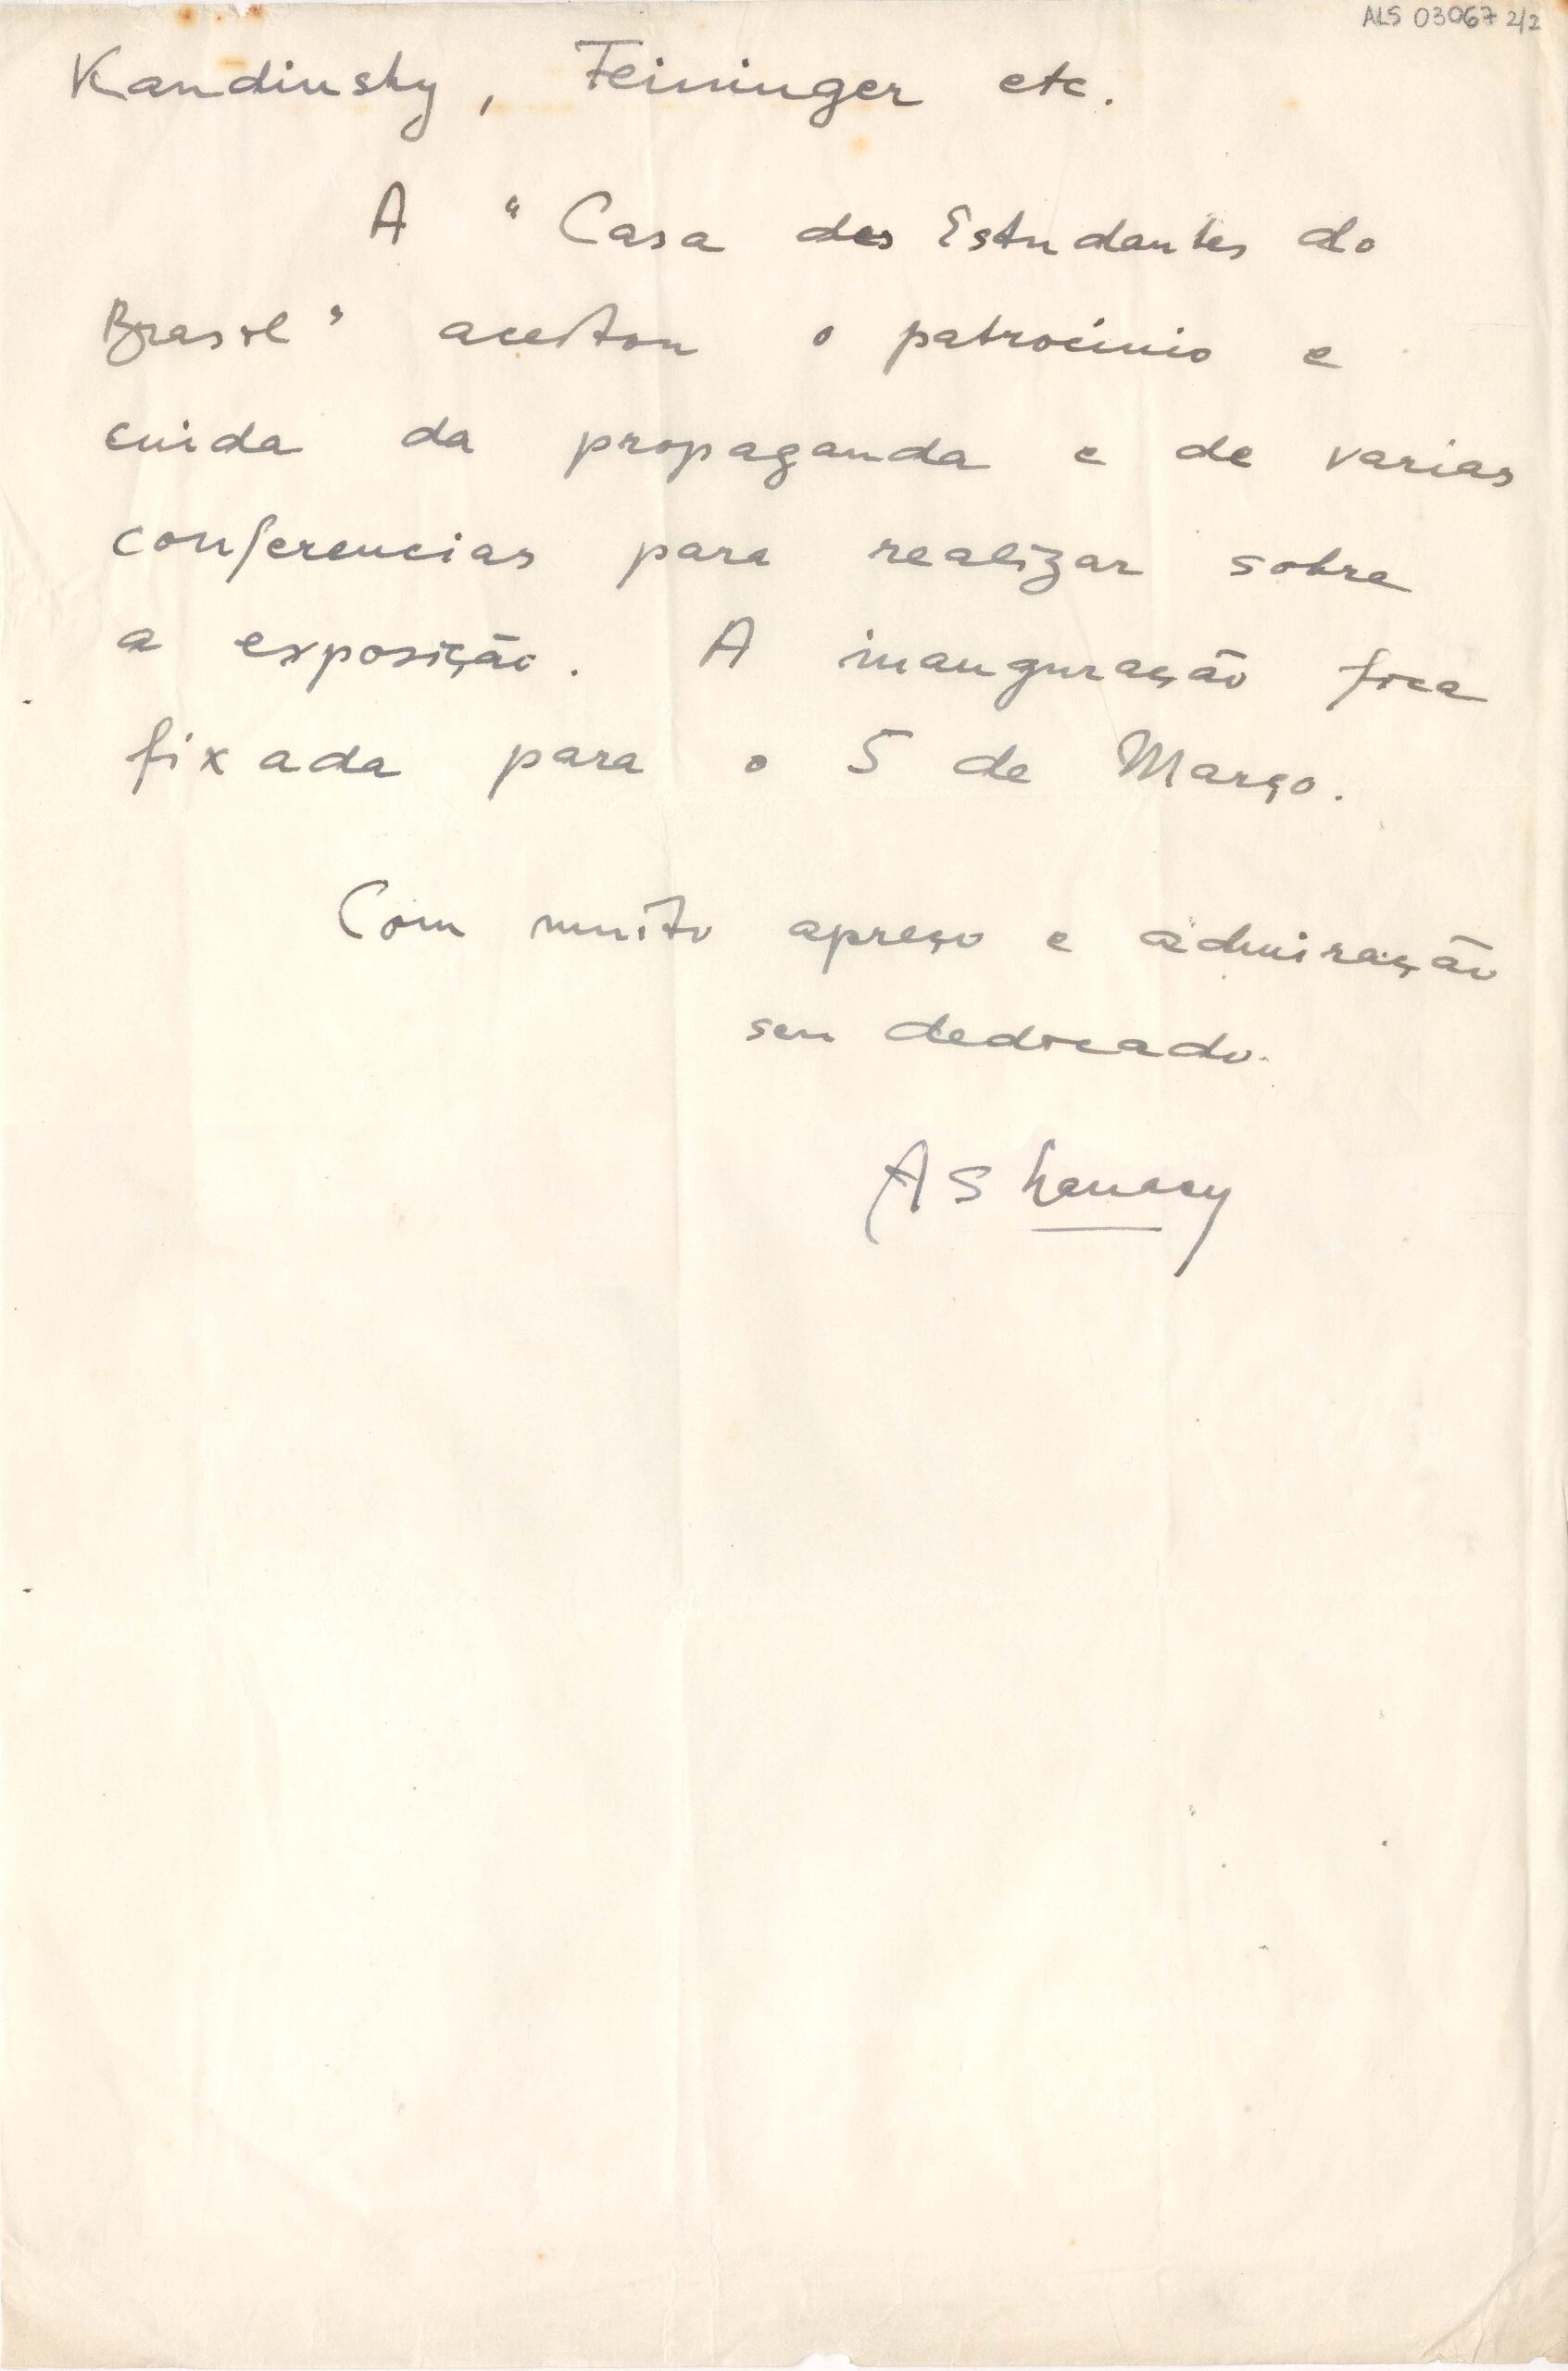 ALS 03067 2/2
Kandinsky, Feininger etc.
A "Casa dos Estudantes do
Brasil" aceitou o patrocinio e
cuida da propaganda e de varias
conferencias para realizar sobre
a exposição. A inauguração fica
fixada para o 5 de Março.
Com muito apreço e admiração
seu dedicado.
A S